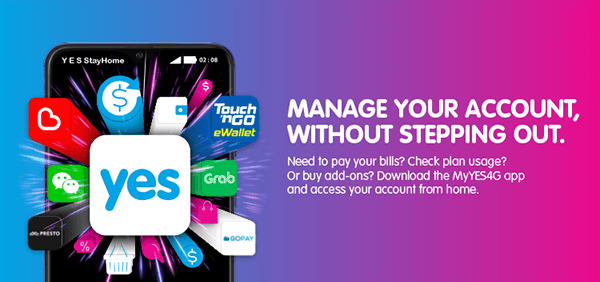 Y E S StayHome
02:08
Touch
'nGO
eWallet
yes
Grab
PRESTO
GOPAY
%
MANAGE YOUR ACCOUNT,
WITHOUT STEPPING OUT.
Need to pay your bills? Check plan usage?
Or buy add-ons? Download the MyYES4G app
and access your account from home.